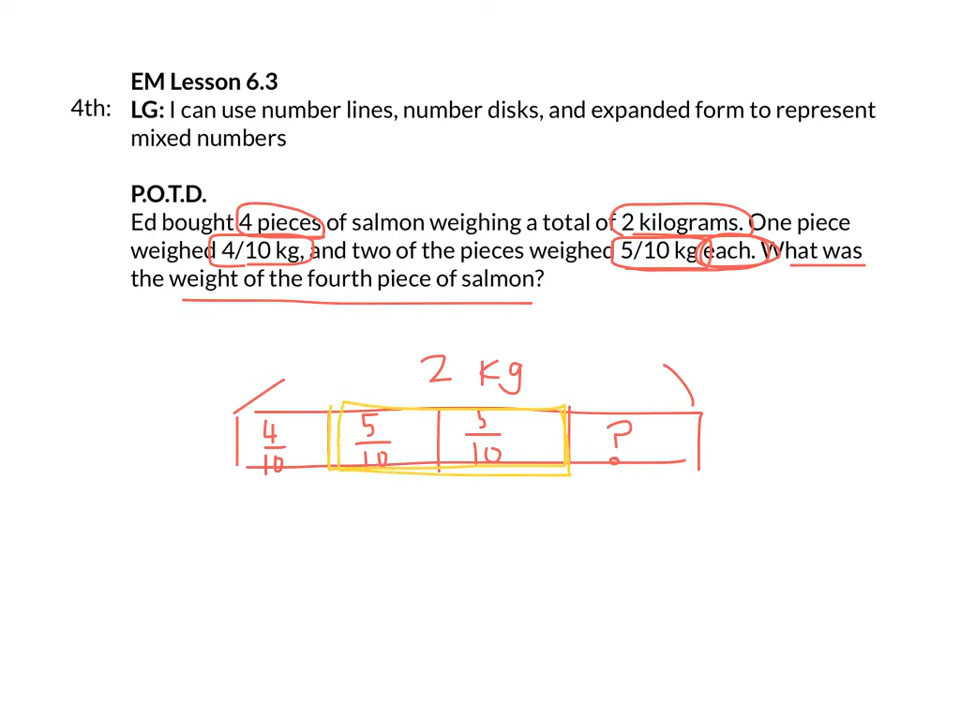 EM Lesson 6.3
4th: LG: I can use number lines, number disks, and expanded form to represent
mixed numbers
P.O.T.D.
Ed bought 4 pieces of salmon weighing a total of 2 kilograms. One piece
weighed 4/10 kg, and two of the pieces weighed 5/10 kg each. What was
the weight of the fourth piece of salmon?
2 kg
4/10 5/10 5/10 ?